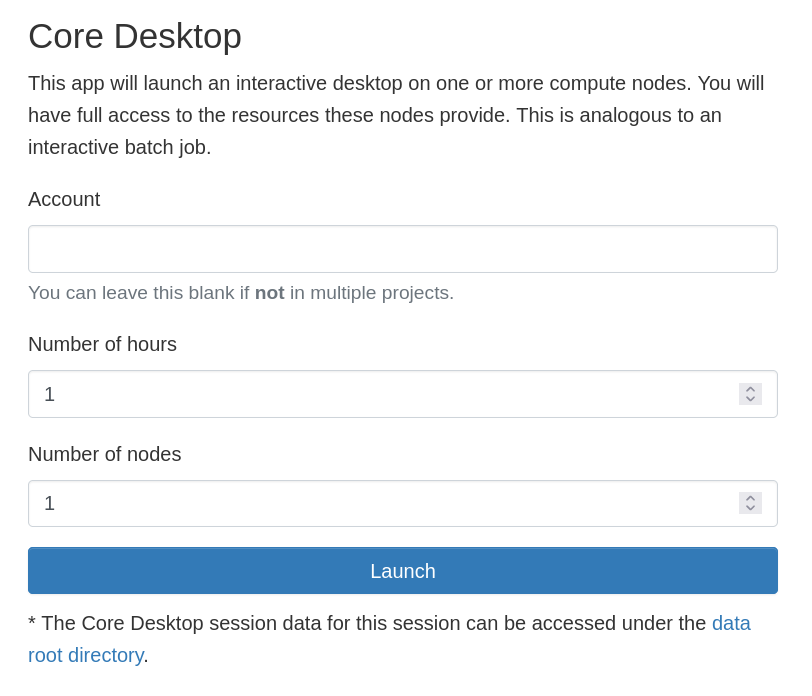 Core Desktop
This app will launch an interactive desktop on one or more compute nodes. You will
have full access to the resources these nodes provide. This is analogous to an
interactive batch job.
Account
You can leave this blank if not in multiple projects.
Number of hours
1
Number of nodes
1
Launch
* The Core Desktop session data for this session can be accessed under the data
root directory.